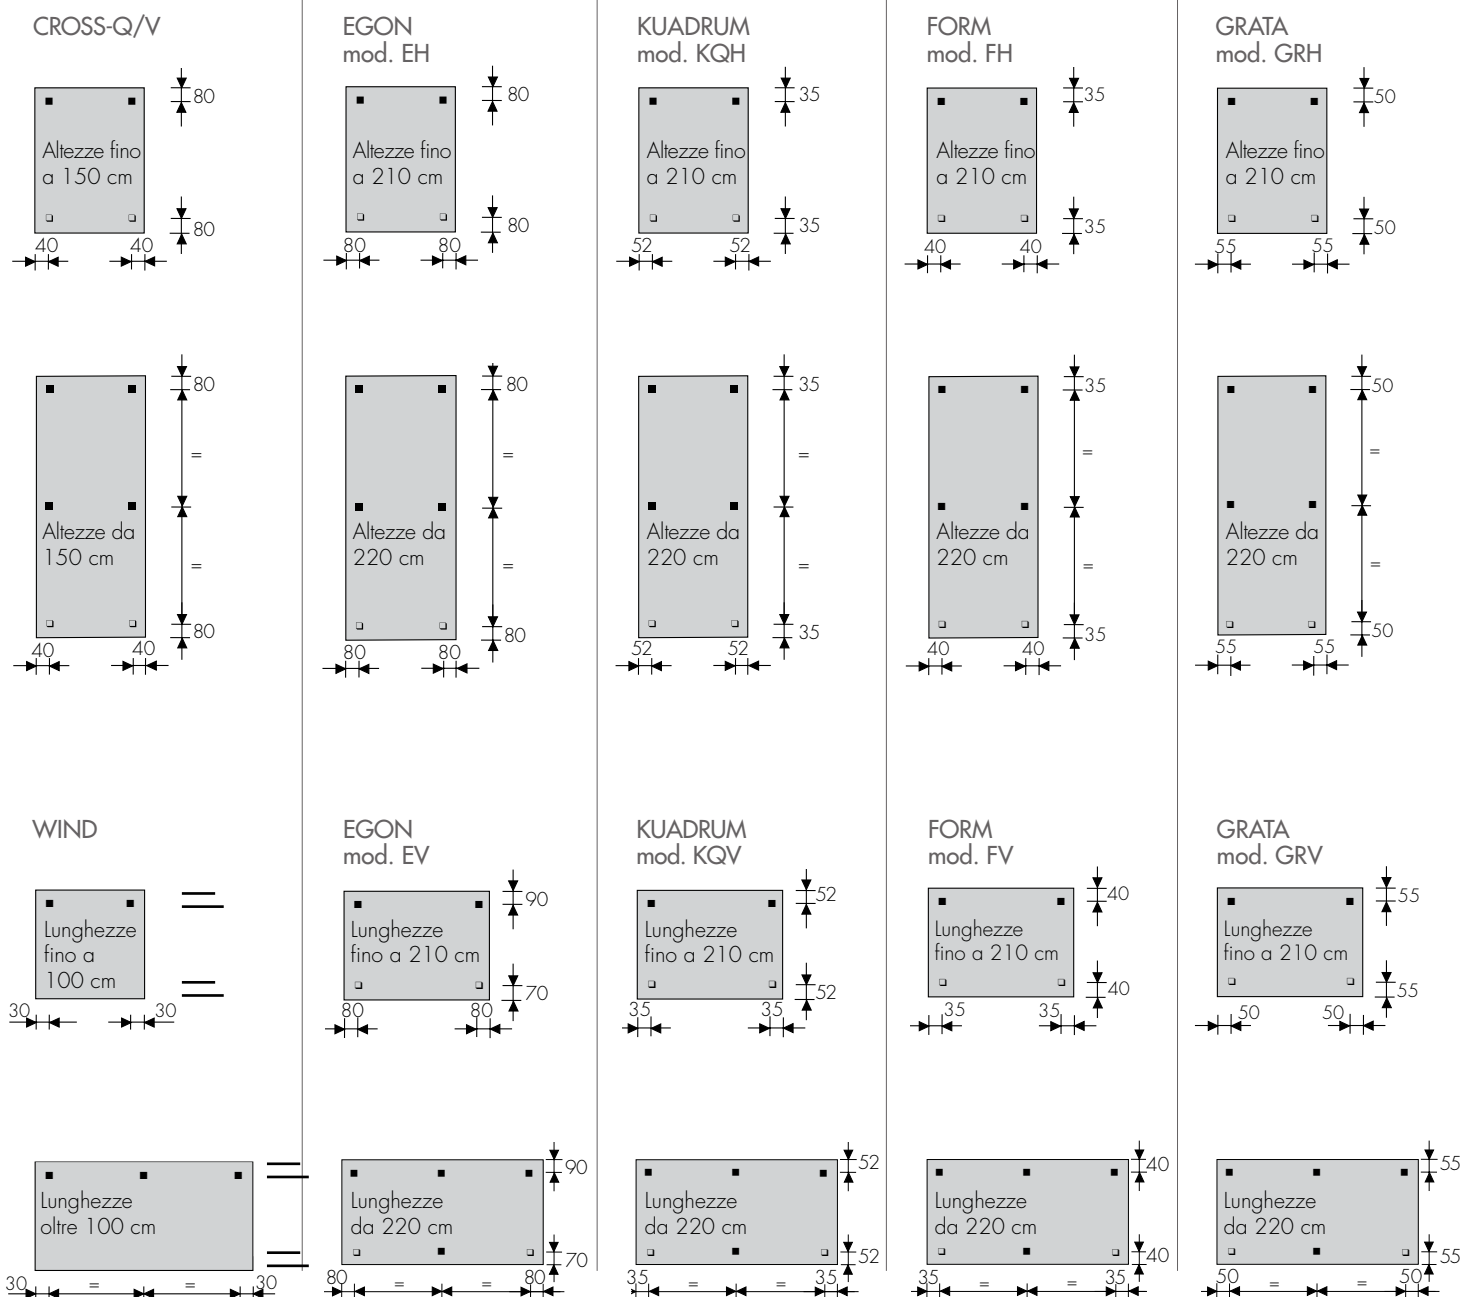 CROSS-Q/V
80
Altezze fino
a 150 cm
80
40 40
EGON
mod. EH
80
Altezze fino
a 210 cm
80
80 80
KUADRUM
mod. KQH
35
Altezze fino
a 210 cm
35
52 52
FORM
mod. FH
35
Altezze fino
a 210 cm
35
40 40
GRATA
mod. GRH
50
Altezze fino
a 210 cm
50
55 55
80
=
Altezze da
150 cm
=
80
40 40
80
=
Altezze da
220 cm
=
80
80 80
35
=
Altezze da
220 cm
=
35
52 52
35
=
Altezze da
220 cm
=
35
40 40
50
=
Altezze da
220 cm
=
50
55 55
WIND
Lunghezze
fino a
100 cm
30 30
EGON
mod. EV
90
Lunghezze
fino a 210 cm
70
80 80
KUADRUM
mod. KQV
52
Lunghezze
fino a 210 cm
52
35 35
FORM
mod. FV
40
Lunghezze
fino a 210 cm
40
35 35
GRATA
mod. GRV
55
Lunghezze
fino a 210 cm
55
50 50
Lunghezze
oltre 100 cm
30 = = 30
90
Lunghezze
da 220 cm
70
80 = = 80
52
Lunghezze
da 220 cm
52
35 = = 35
40
Lunghezze
da 220 cm
40
35 = = 35
55
Lunghezze
da 220 cm
55
50 = = 50